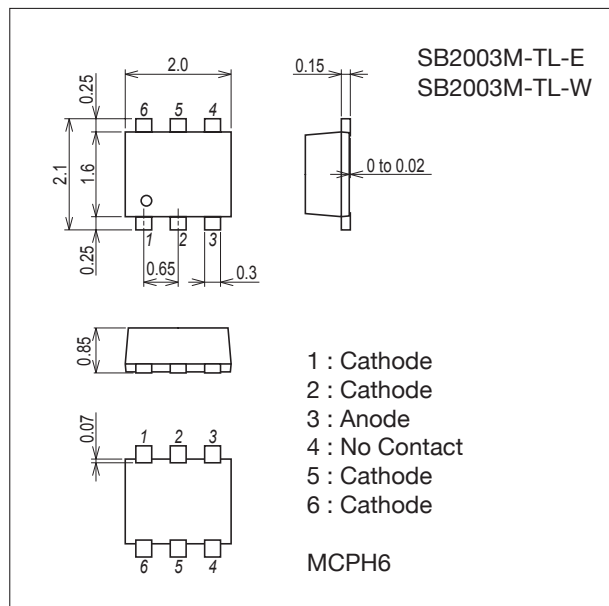 SB2003M-TL-E
SB2003M-TL-W
2.0
0.15
0.25
6 5 4
2.1
1.6
0 to 0.02
0.25
1 2 3
0.65
0.3
0.85
1 : Cathode
2 : Cathode
3 : Anode
4 : No Contact
5 : Cathode
6 : Cathode
0.07
1 2 3
6 5 4
MCPH6